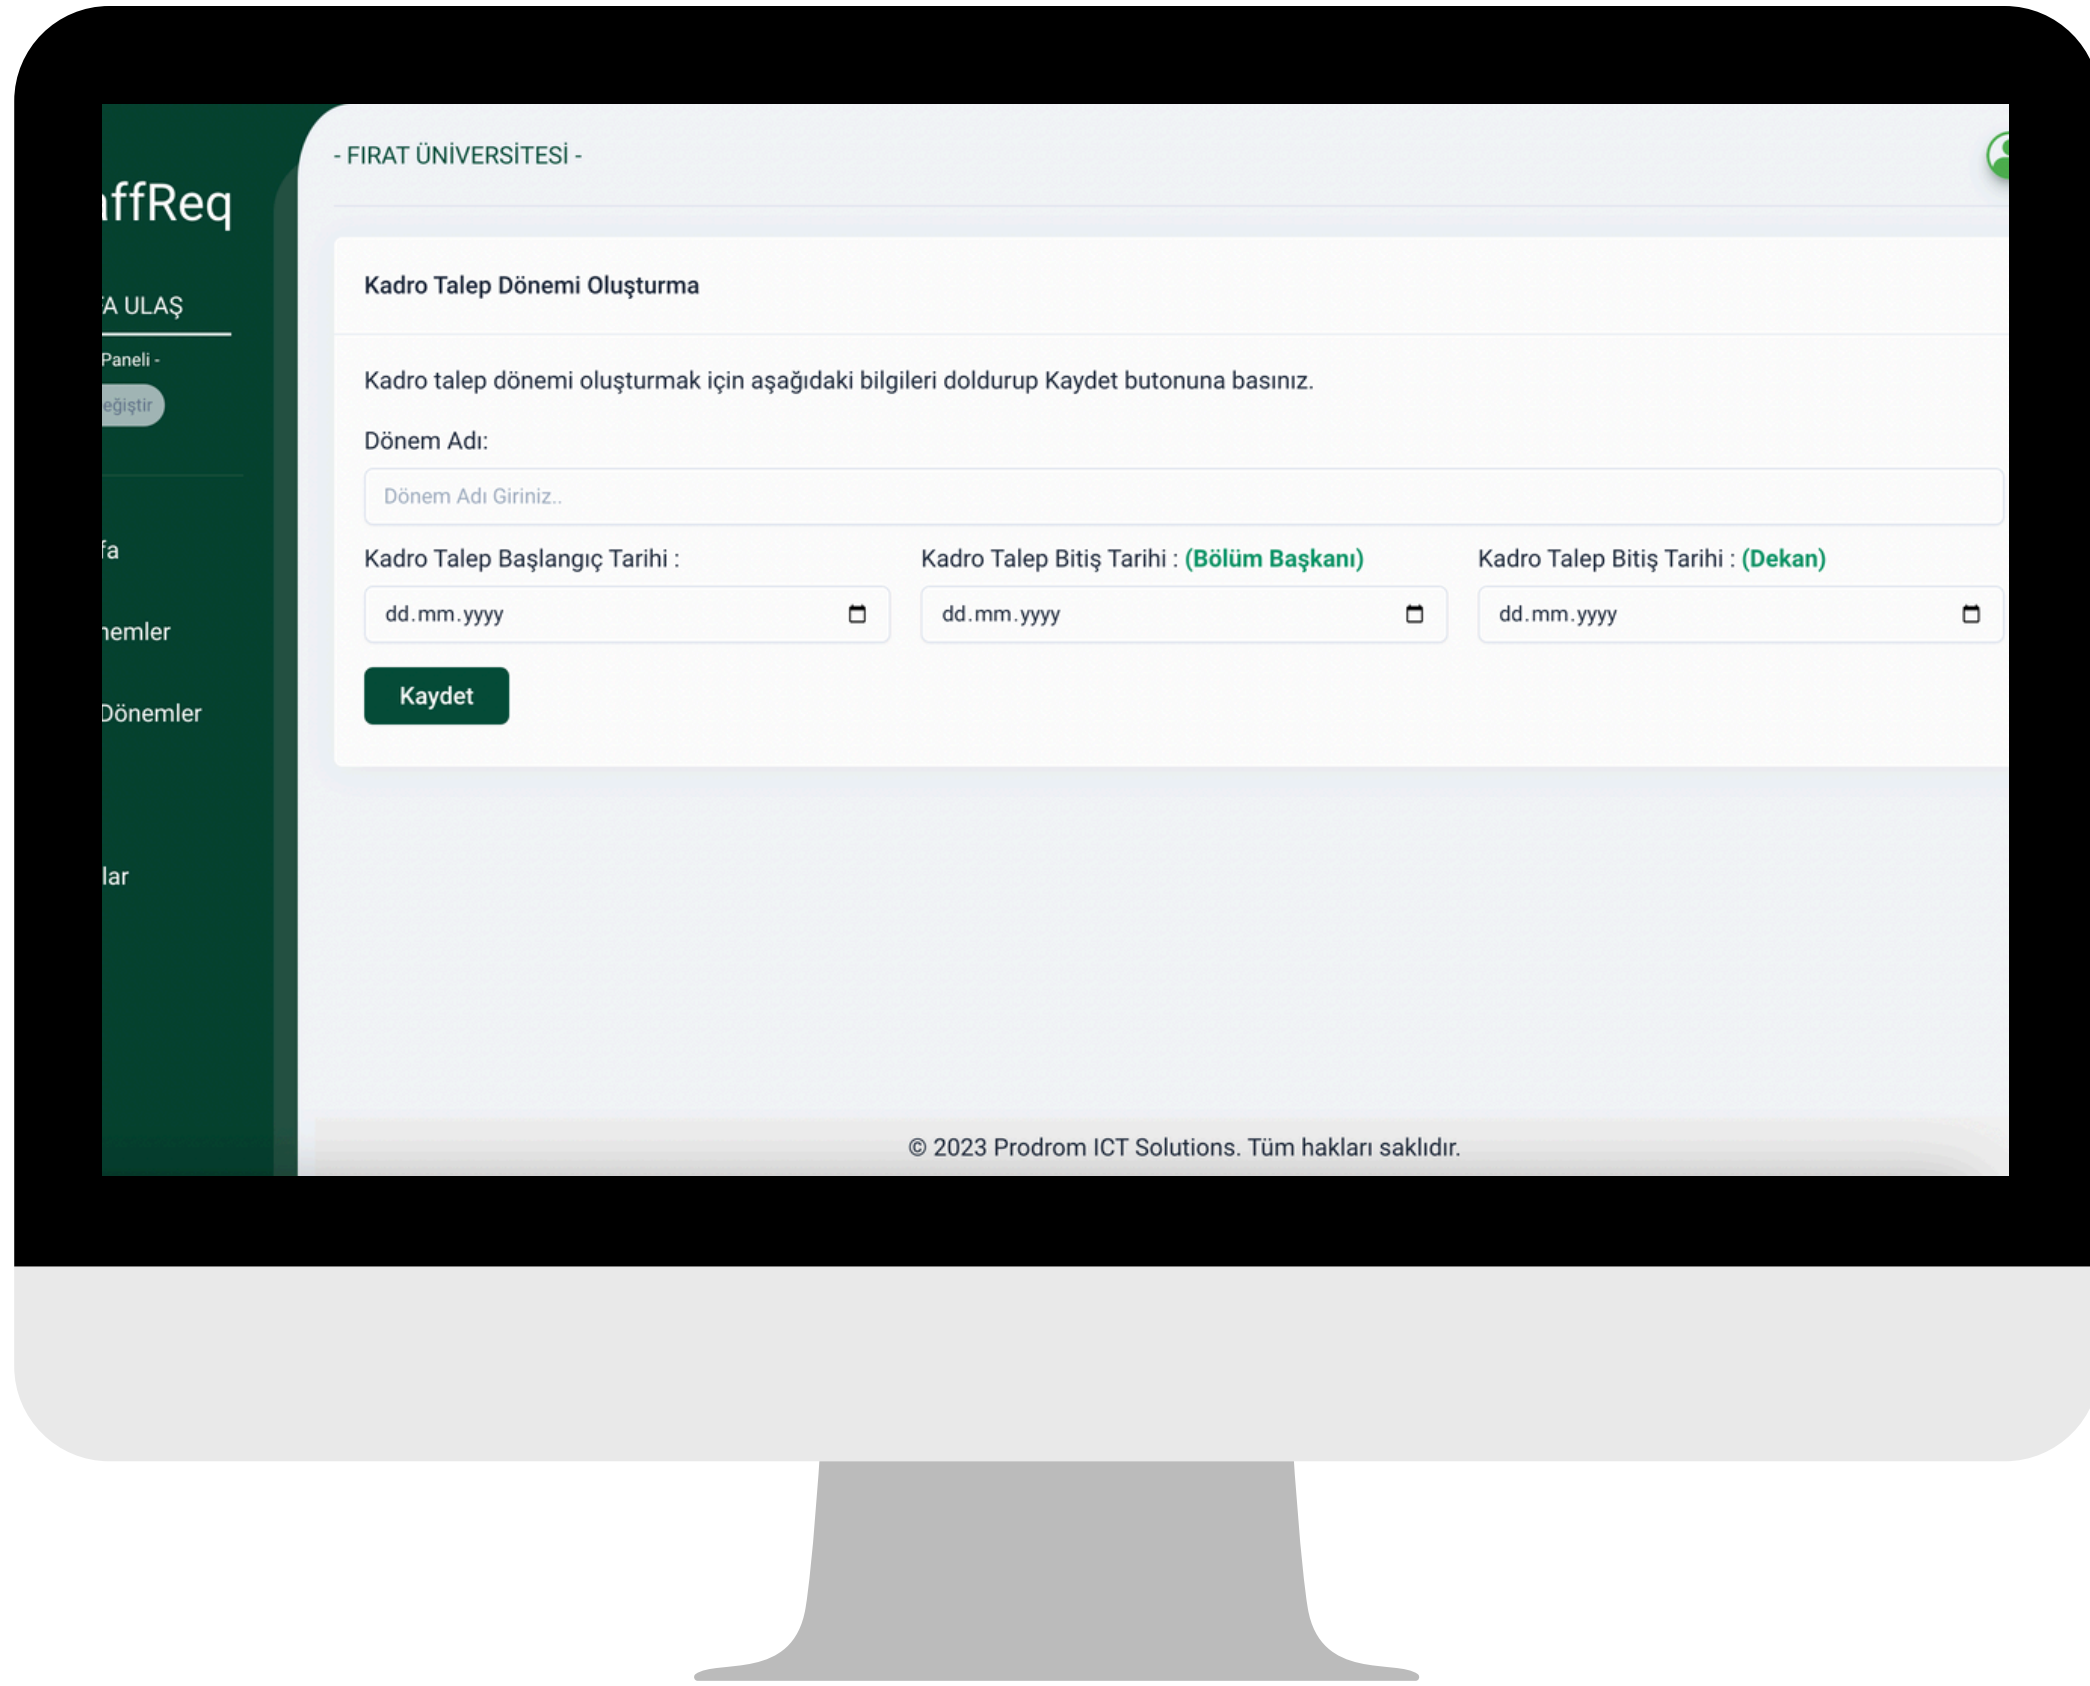 - FIRAT ÜNİVERSİTESİ -
ffReq
A ULAŞ
Paneli -
eğiştir
fa
nemler
Dönemler
lar
Kadro Talep Dönemi Oluşturma
Kadro talep dönemi oluşturmak için aşağıdaki bilgileri doldurup Kaydet butonuna basınız.
Dönem Adı:
Dönem Adı Giriniz..
Kadro Talep Başlangıç Tarihi : Kadro Talep Bitiş Tarihi : (Bölüm Başkanı) Kadro Talep Bitiş Tarihi : (Dekan)
dd.mm.yyyy dd.mm.yyyy dd.mm.yyyy
Kaydet
© 2023 Prodrom ICT Solutions. Tüm hakları saklıdır.